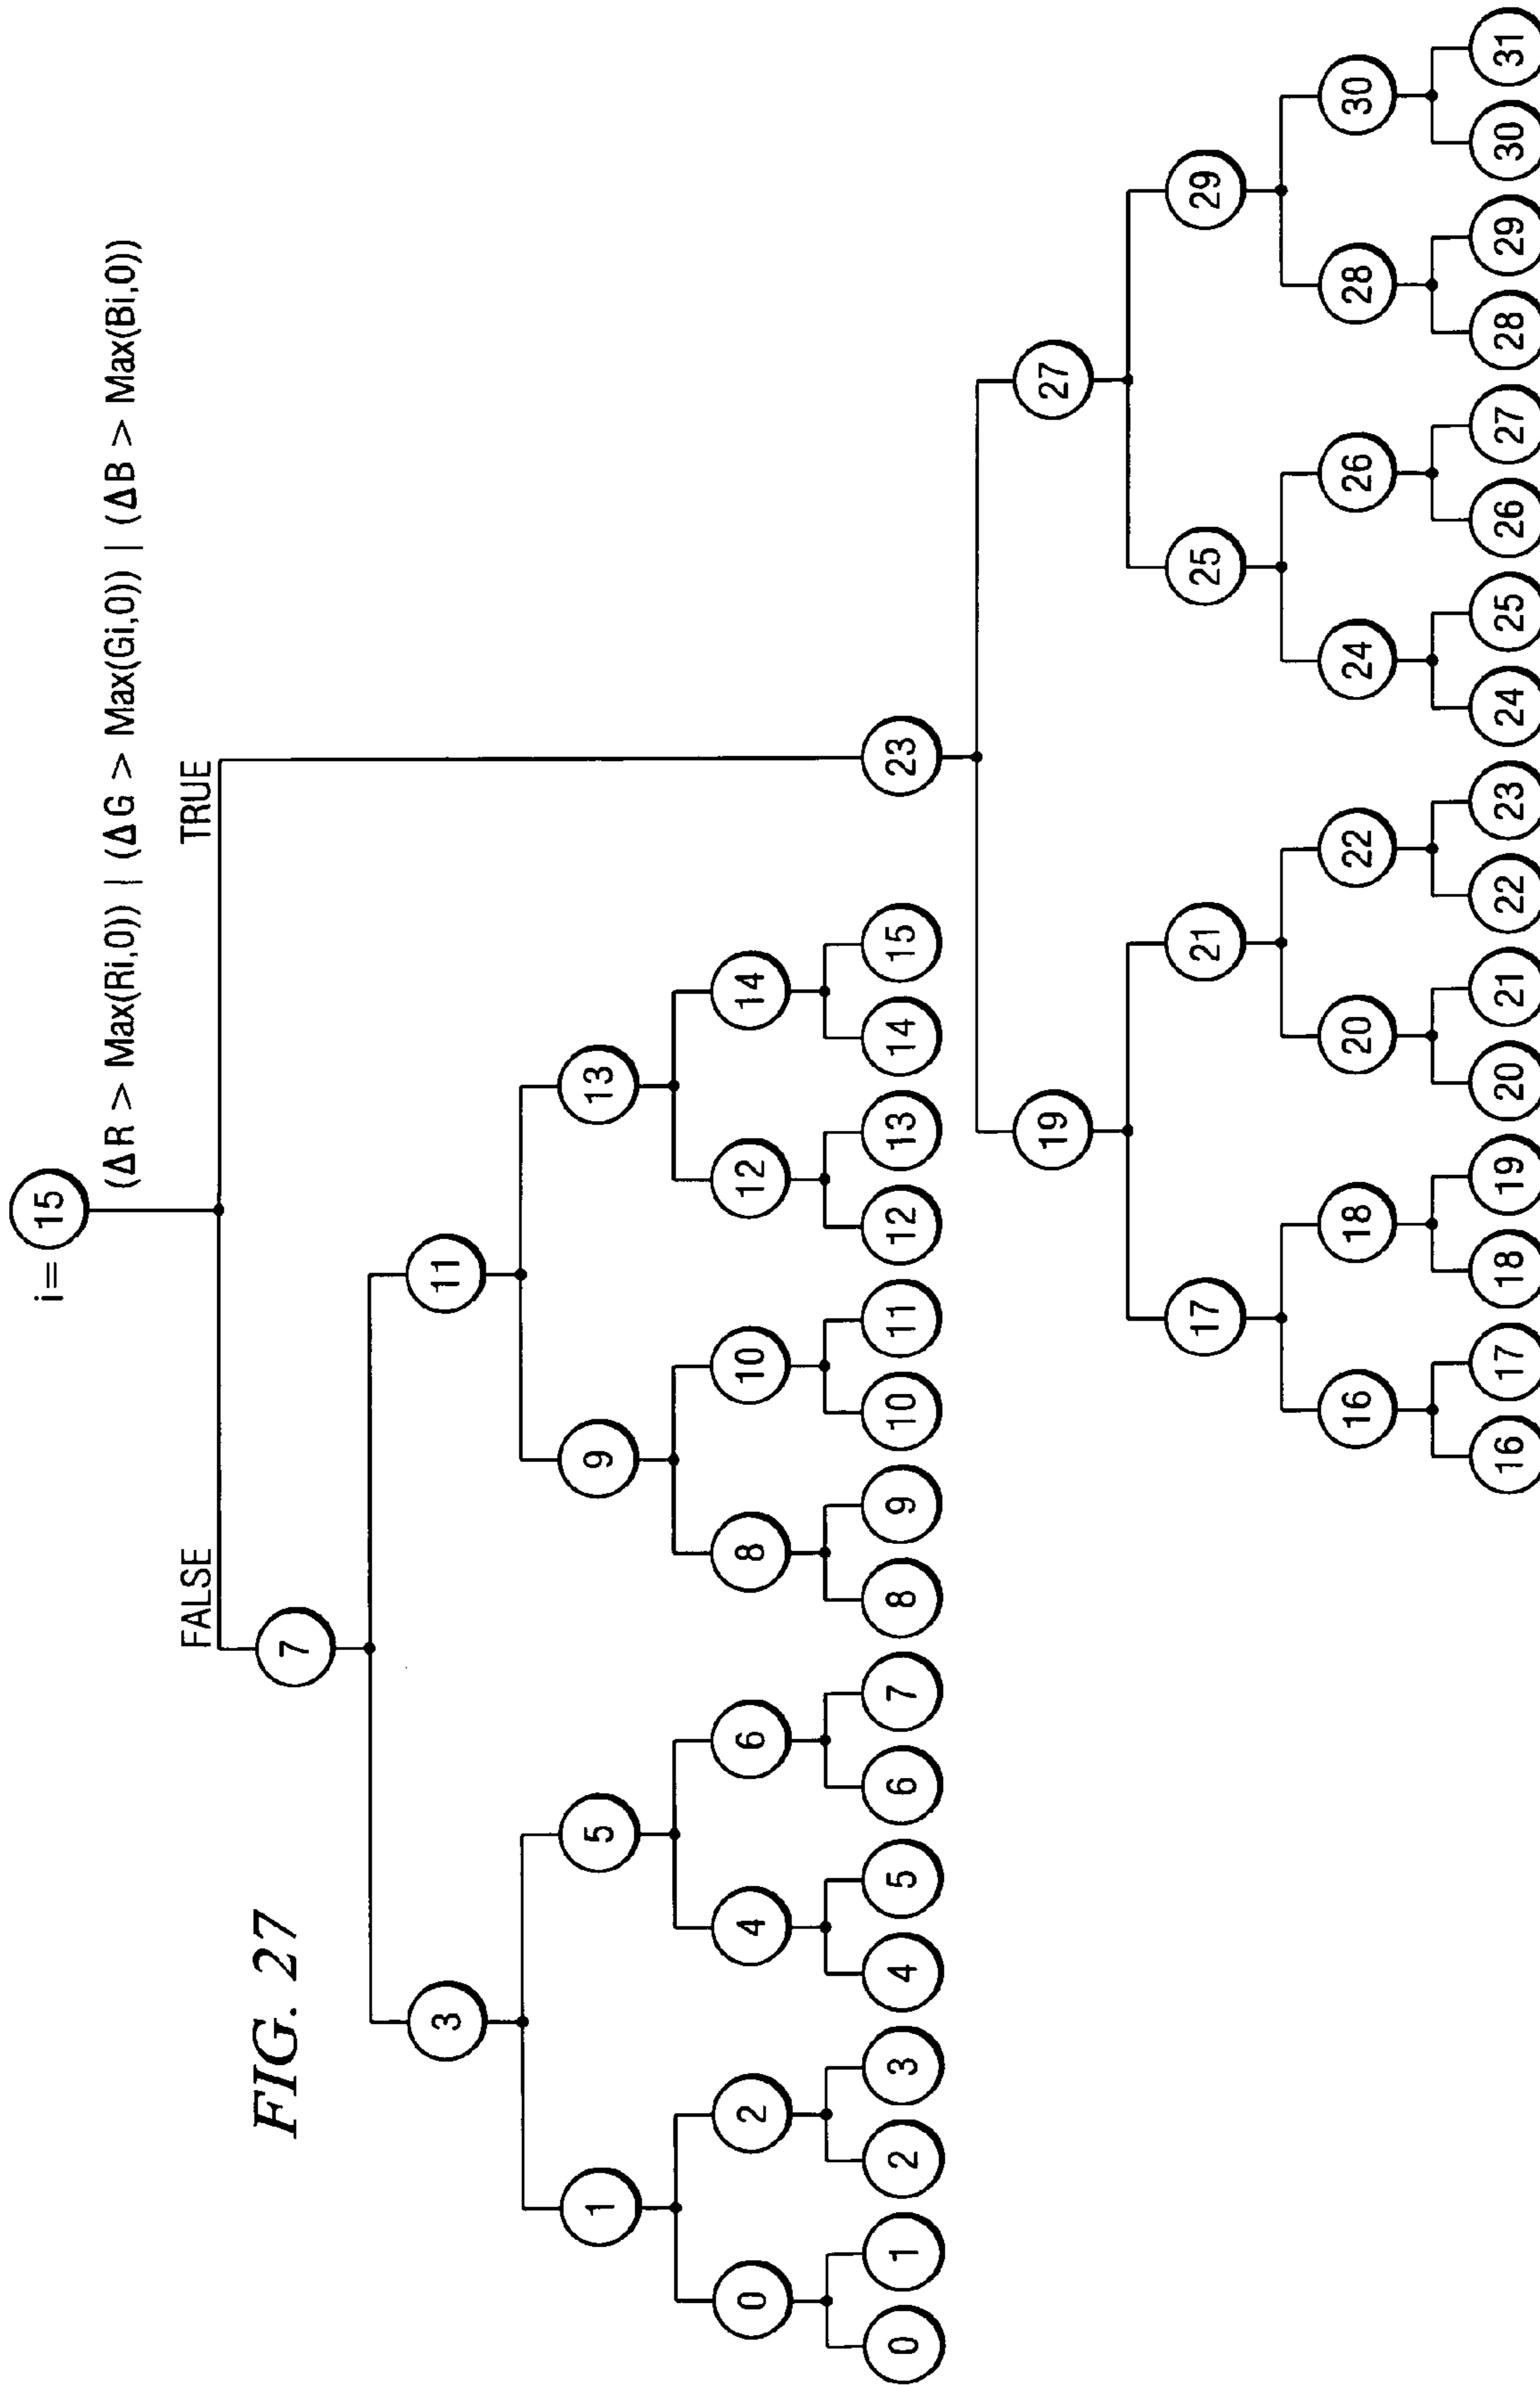 i= 15
(ΔR > Max(Ri,0)) | (ΔG > Max(Gi,0)) | (ΔB > Max(Bi,0))
FALSE TRUE
FIG. 27
7
3 11
1 5 9 13
0 2 4 6 8 10 12 14
0 1 2 3 4 5 6 7 8 9 10 11 12 13 14 15
23
19 27
17 21 25 29
16 18 20 22 24 26 28 30
16 17 18 19 20 21 22 23 24 25 26 27 28 29 30 31